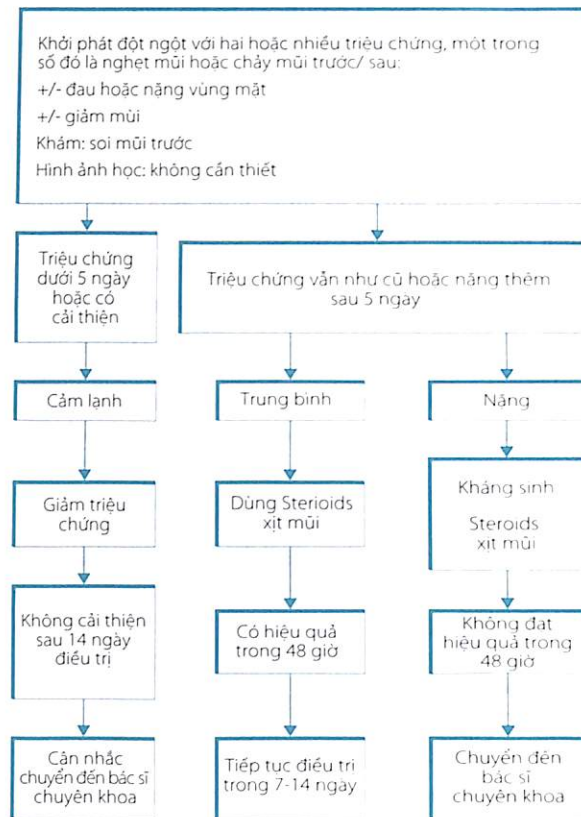 Khởi phát đột ngột với hai hoặc nhiều triệu chứng, một trong
số đó là nghẹt mũi hoặc chảy mũi trước/ sau:
+/- đau hoặc nặng vùng mặt
+/- giảm mùi
Khám: soi mũi trước
Hình ảnh học: không cần thiết
Triệu chứng
dưới 5 ngày
hoặc có
cải thiện
Triệu chứng vẫn như cũ hoặc nặng thêm
sau 5 ngày
Cảm lạnh
Trung bình
Nặng
Giảm triệu
chứng
Dùng Sterioids
xịt mũi
Kháng sinh
Steroids
xịt mũi
Không cải thiện
sau 14 ngày
điều trị
Có hiệu quả
trong 48 giờ
Không đạt
hiệu quả trong
48 giờ
Cân nhắc
chuyển đến bác sĩ
chuyên khoa
Tiếp tục điều trị
trong 7-14 ngày
Chuyển đến
bác sĩ
chuyên khoa